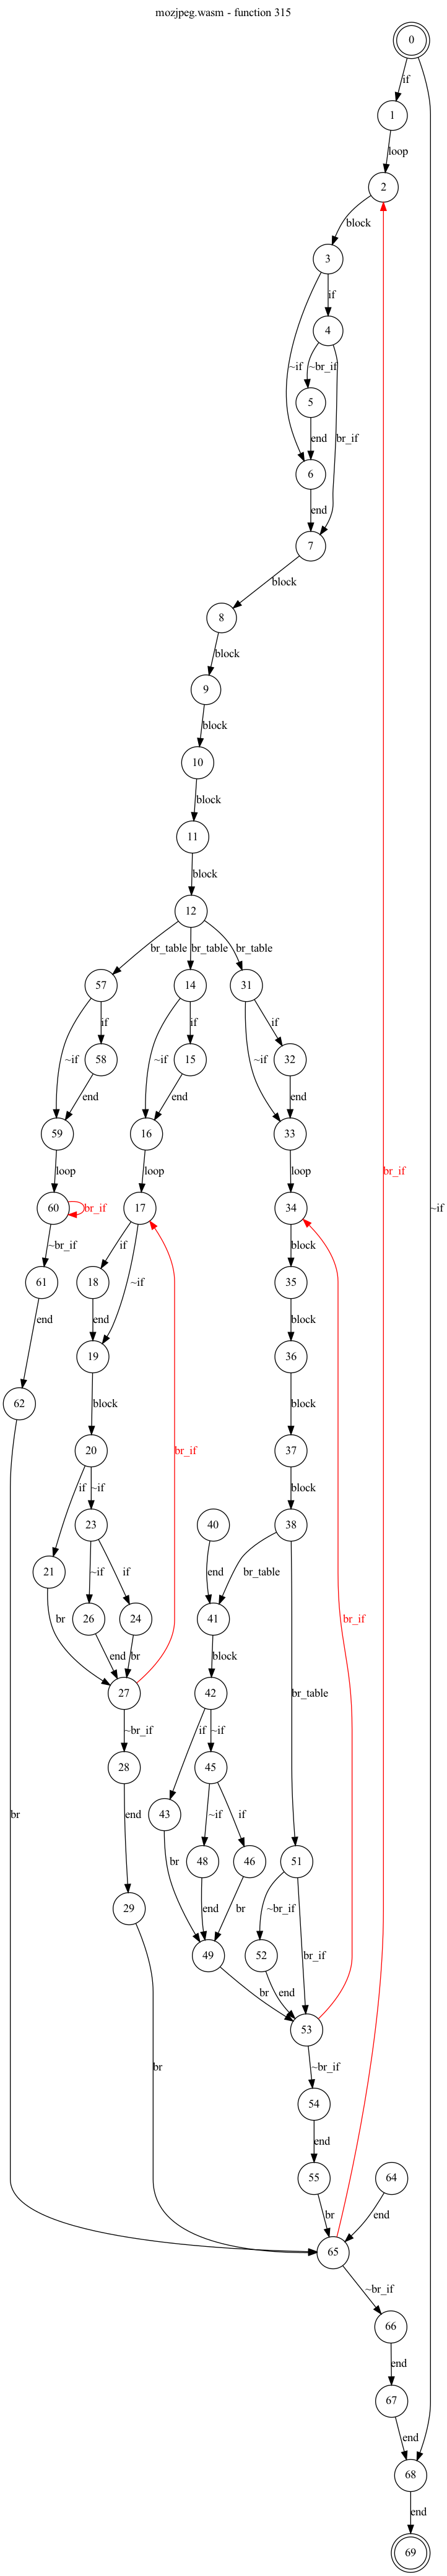 mozjpeg.wasm - function 315
0
if
1
loop
2
block
3
if
4
~if
~br_if
5
br_if
end
6
end
7
block
8
block
9
block
10
block
11
block
12
br_table
br_table
br_table
57
14
31
if
if
if
~if
58
~if
15
~if
32
end
end
end
59
16
33
loop
loop
loop
60
br_if
17
34
br_if
~if
~br_if
if
~if
block
61
18
35
end
end
block
62
19
36
block
block
20
37
br_if
block
if
~if
23
40
38
21
~if
if
end
br_table
26
24
41
br_if
br
end
br
block
27
42
br_table
~br_if
if
~if
28
45
43
~if
if
br
end
48
46
51
br
end
br
~br_if
29
49
52
br_if
br
end
53
br
~br_if
54
end
55
64
br
end
65
~br_if
66
end
67
end
68
end
69